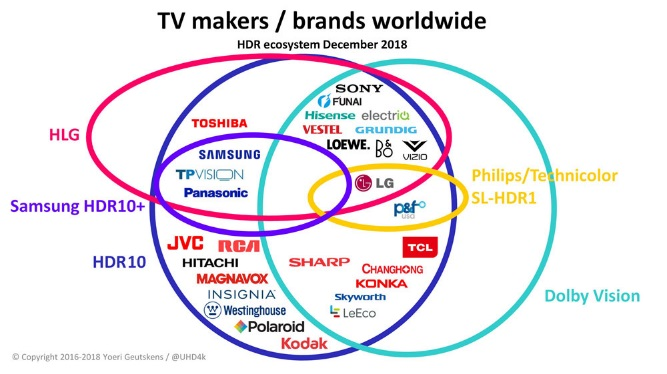 TV makers / brands worldwide
HDR ecosystem December 2018
SONY
FUNAI
Hisense electriQ
TOSHIBA
VESTEL GRUNDIG
HLG
LOEWE. B&O VIZIO
SAMSUNG
TPVISION
Philips/Technicolor
LG
Panasonic
SL-HDR1
Samsung HDR10+
p&f
usa
JVC RCA
TCL
HDR10
HITACHI
SHARP
CHANGHONG
MAGNAVOX
KONKA
INSIGNIA
Skyworth
Dolby Vision
Westinghouse
LeEco
Polaroid
Kodak
© Copyright 2016-2018 Yoeri Geutskens / @UHD4k